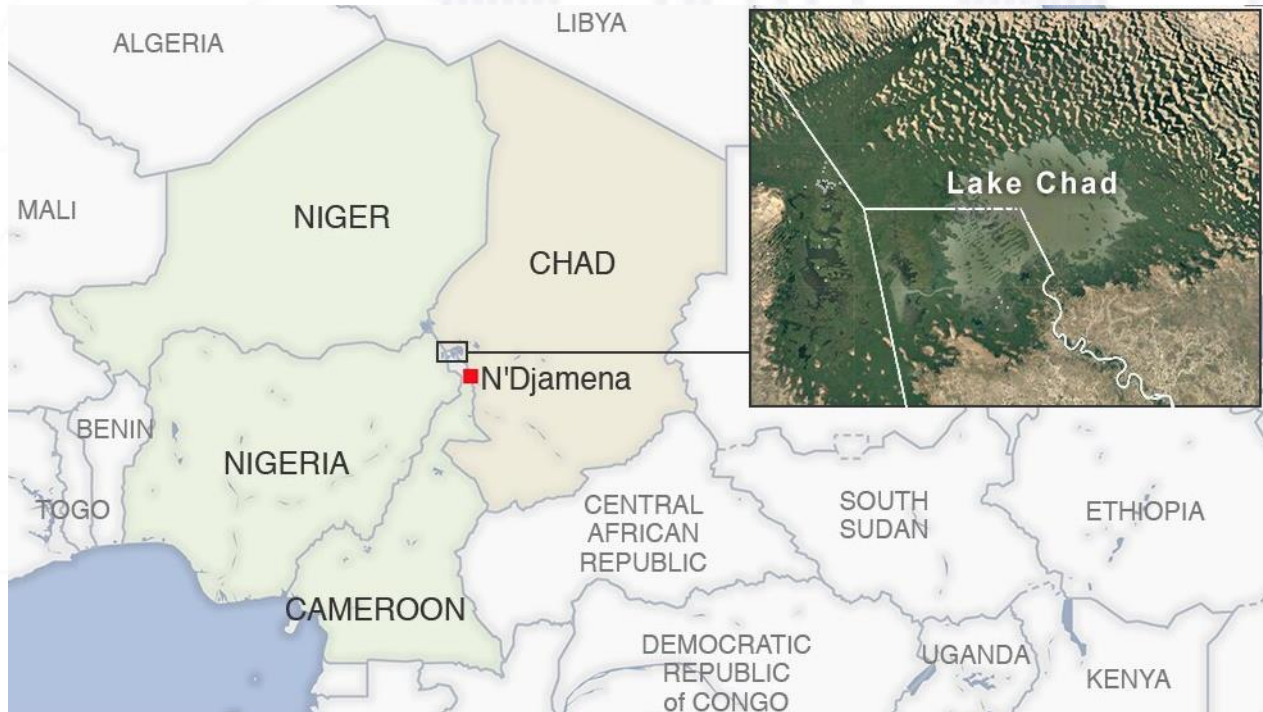 ALGERIA
LIBYA
MALI
NIGER
CHAD
Lake Chad
N'Djamena
BENIN
NIGERIA
TOGO
CENTRAL
AFRICAN
REPUBLIC
SOUTH
SUDAN
ETHIOPIA
CAMEROON
DEMOCRATIC
REPUBLIC
of CONGO
UGANDA
KENYA